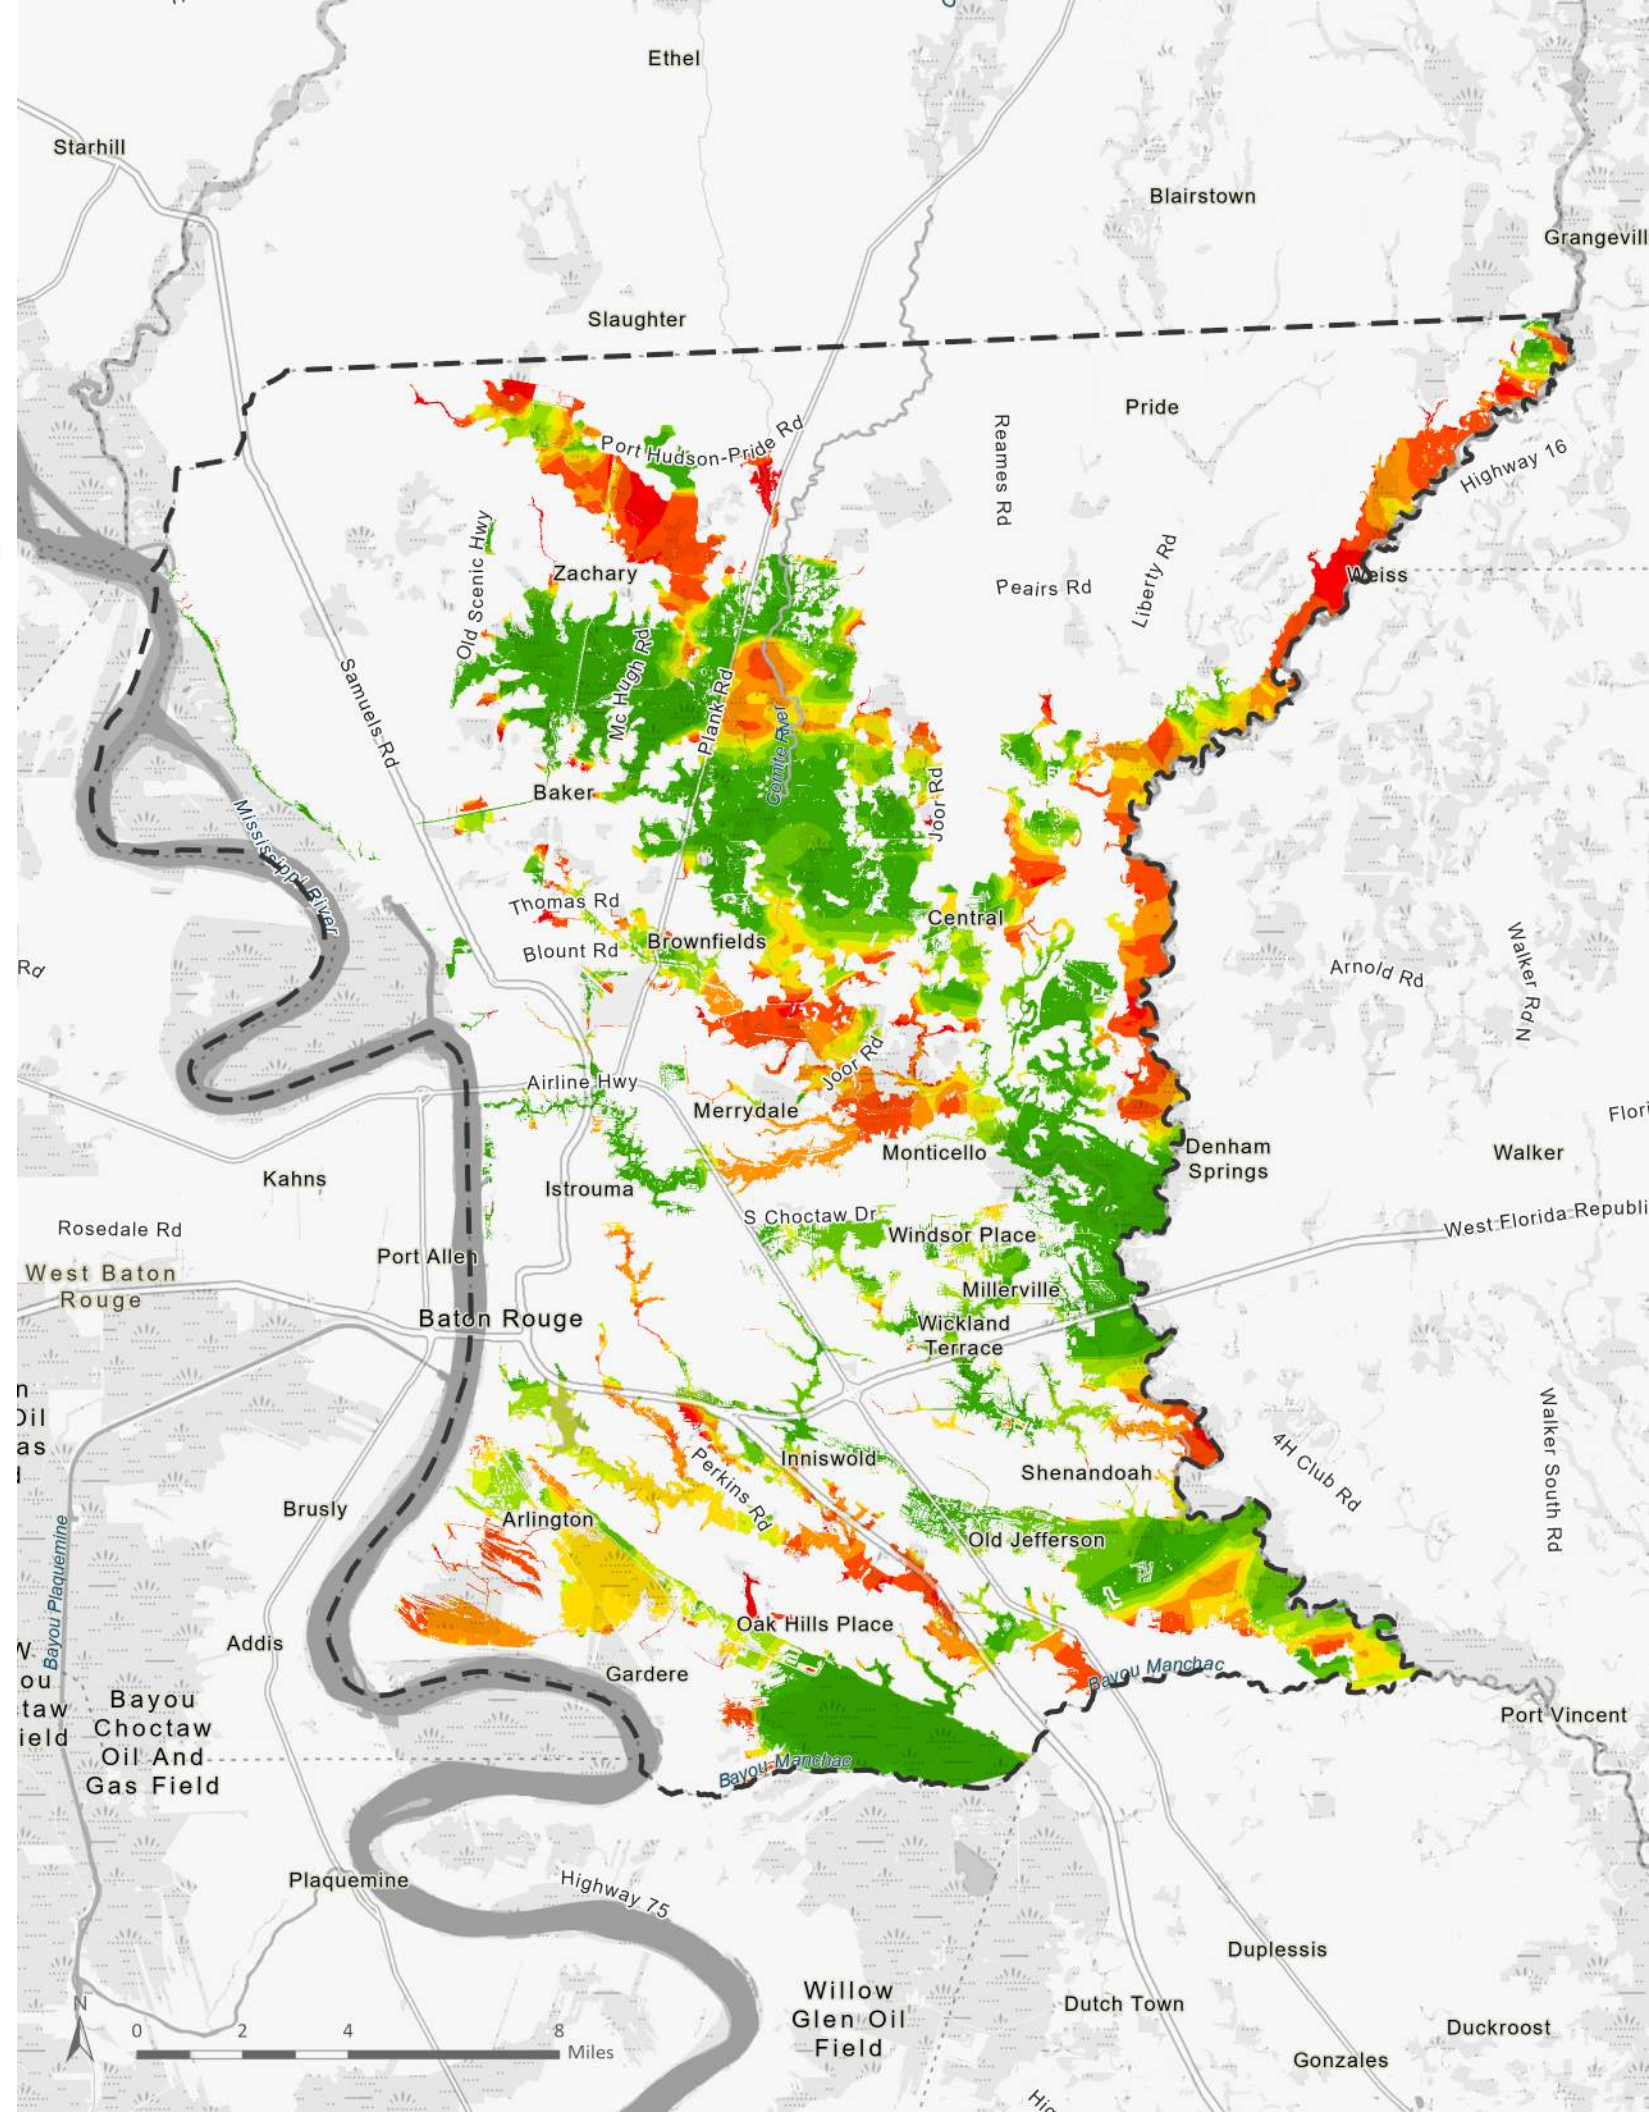 Ethel
Starhill
Blairstown
Grangevill
Slaughter
Pride
Port Hudson-Pride Rd
Reames Rd
Highway 16
Old Scenic Hwy
Zachary
Peairs Rd
Liberty Rd
Weiss
Samuels Rd
Mc Hugh Rd
Plank Rd
Comite River
Joor Rd
Baker
Mississippi River
Thomas Rd
Central
Brownfields
Blount Rd
Rd
Arnold Rd
Walker Rd N
Joor Rd
Airline Hwy
Merrydale
Flori
Monticello
Denham
Springs
Walker
Kahns
Istrouma
Rosedale Rd
S Choctaw Dr
Windsor Place
West Florida Republi
Port Allen
West Baton
Rouge
Millerville
Baton Rouge
Wickland
Terrace
n
Oil
as
d
Walker South Rd
4H Club Rd
Perkins Rd
Inniswold
Shenandoah
Brusly
Arlington
Old Jefferson
Bayou Plaquemine
Oak Hills Place
Addis
Gardere
Bayou Manchac
ou
taw
ield
Bayou
Choctaw
Oil And
Gas Field
Port Vincent
Bayou Manchac
Plaquemine
Highway 75
Duplessis
Willow
Glen Oil
Field
Dutch Town
Duckroost
Gonzales
N
0 2 4 8
Miles